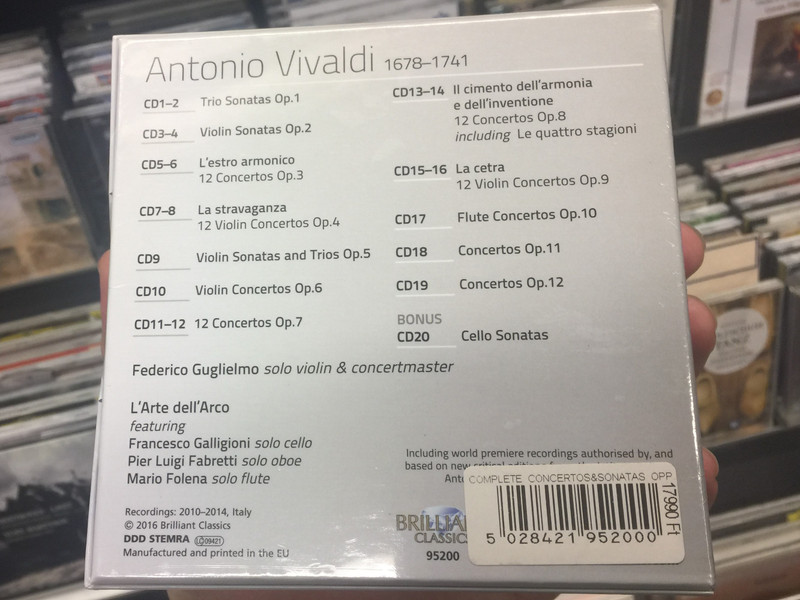 Antonio Vivaldi 1678–1741
CD1–2 Trio Sonatas Op.1
CD3–4 Violin Sonatas Op.2
CD5–6 L'estro armonico
12 Concertos Op.3
CD7–8 La stravaganza
12 Violin Concertos Op.4
CD9 Violin Sonatas and Trios Op.5
CD10 Violin Concertos Op.6
CD11–12 12 Concertos Op.7
CD13–14 Il cimento dell'armonia
e dell'inventione
12 Concertos Op.8
including Le quattro stagioni
CD15–16 La cetra
12 Violin Concertos Op.9
CD17 Flute Concertos Op.10
CD18 Concertos Op.11
CD19 Concertos Op.12
BONUS
CD20 Cello Sonatas
Federico Guglielmo solo violin & concertmaster
L'Arte dell'Arco
featuring
Francesco Galligioni solo cello
Pier Luigi Fabretti solo oboe
Mario Folena solo flute
Recordings: 2010–2014, Italy
© 2016 Brilliant Classics
DDD STEMRA LC 09421
Manufactured and printed in the EU
Including world premiere recordings authorised by, and
based on new critical editions
BRILLIA
CLASSICS
95200
COMPLETE CONCERTOS&SONATAS OPP
17990 Ft
5 028421 952000